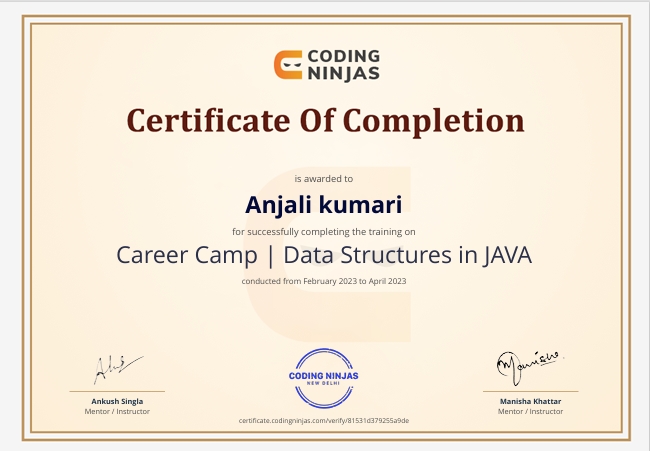 CODING
NINJAS
Certificate Of Completion
is awarded to
Anjali kumari
for successfully completing the training on
Career Camp | Data Structures in JAVA
conducted from February 2023 to April 2023
CODING NINJAS
NEW DELHI
Ankush Singla
Mentor / Instructor
Manisha Khattar
Mentor / Instructor
certificate.codingninjas.com/verify/81531d379255a9de